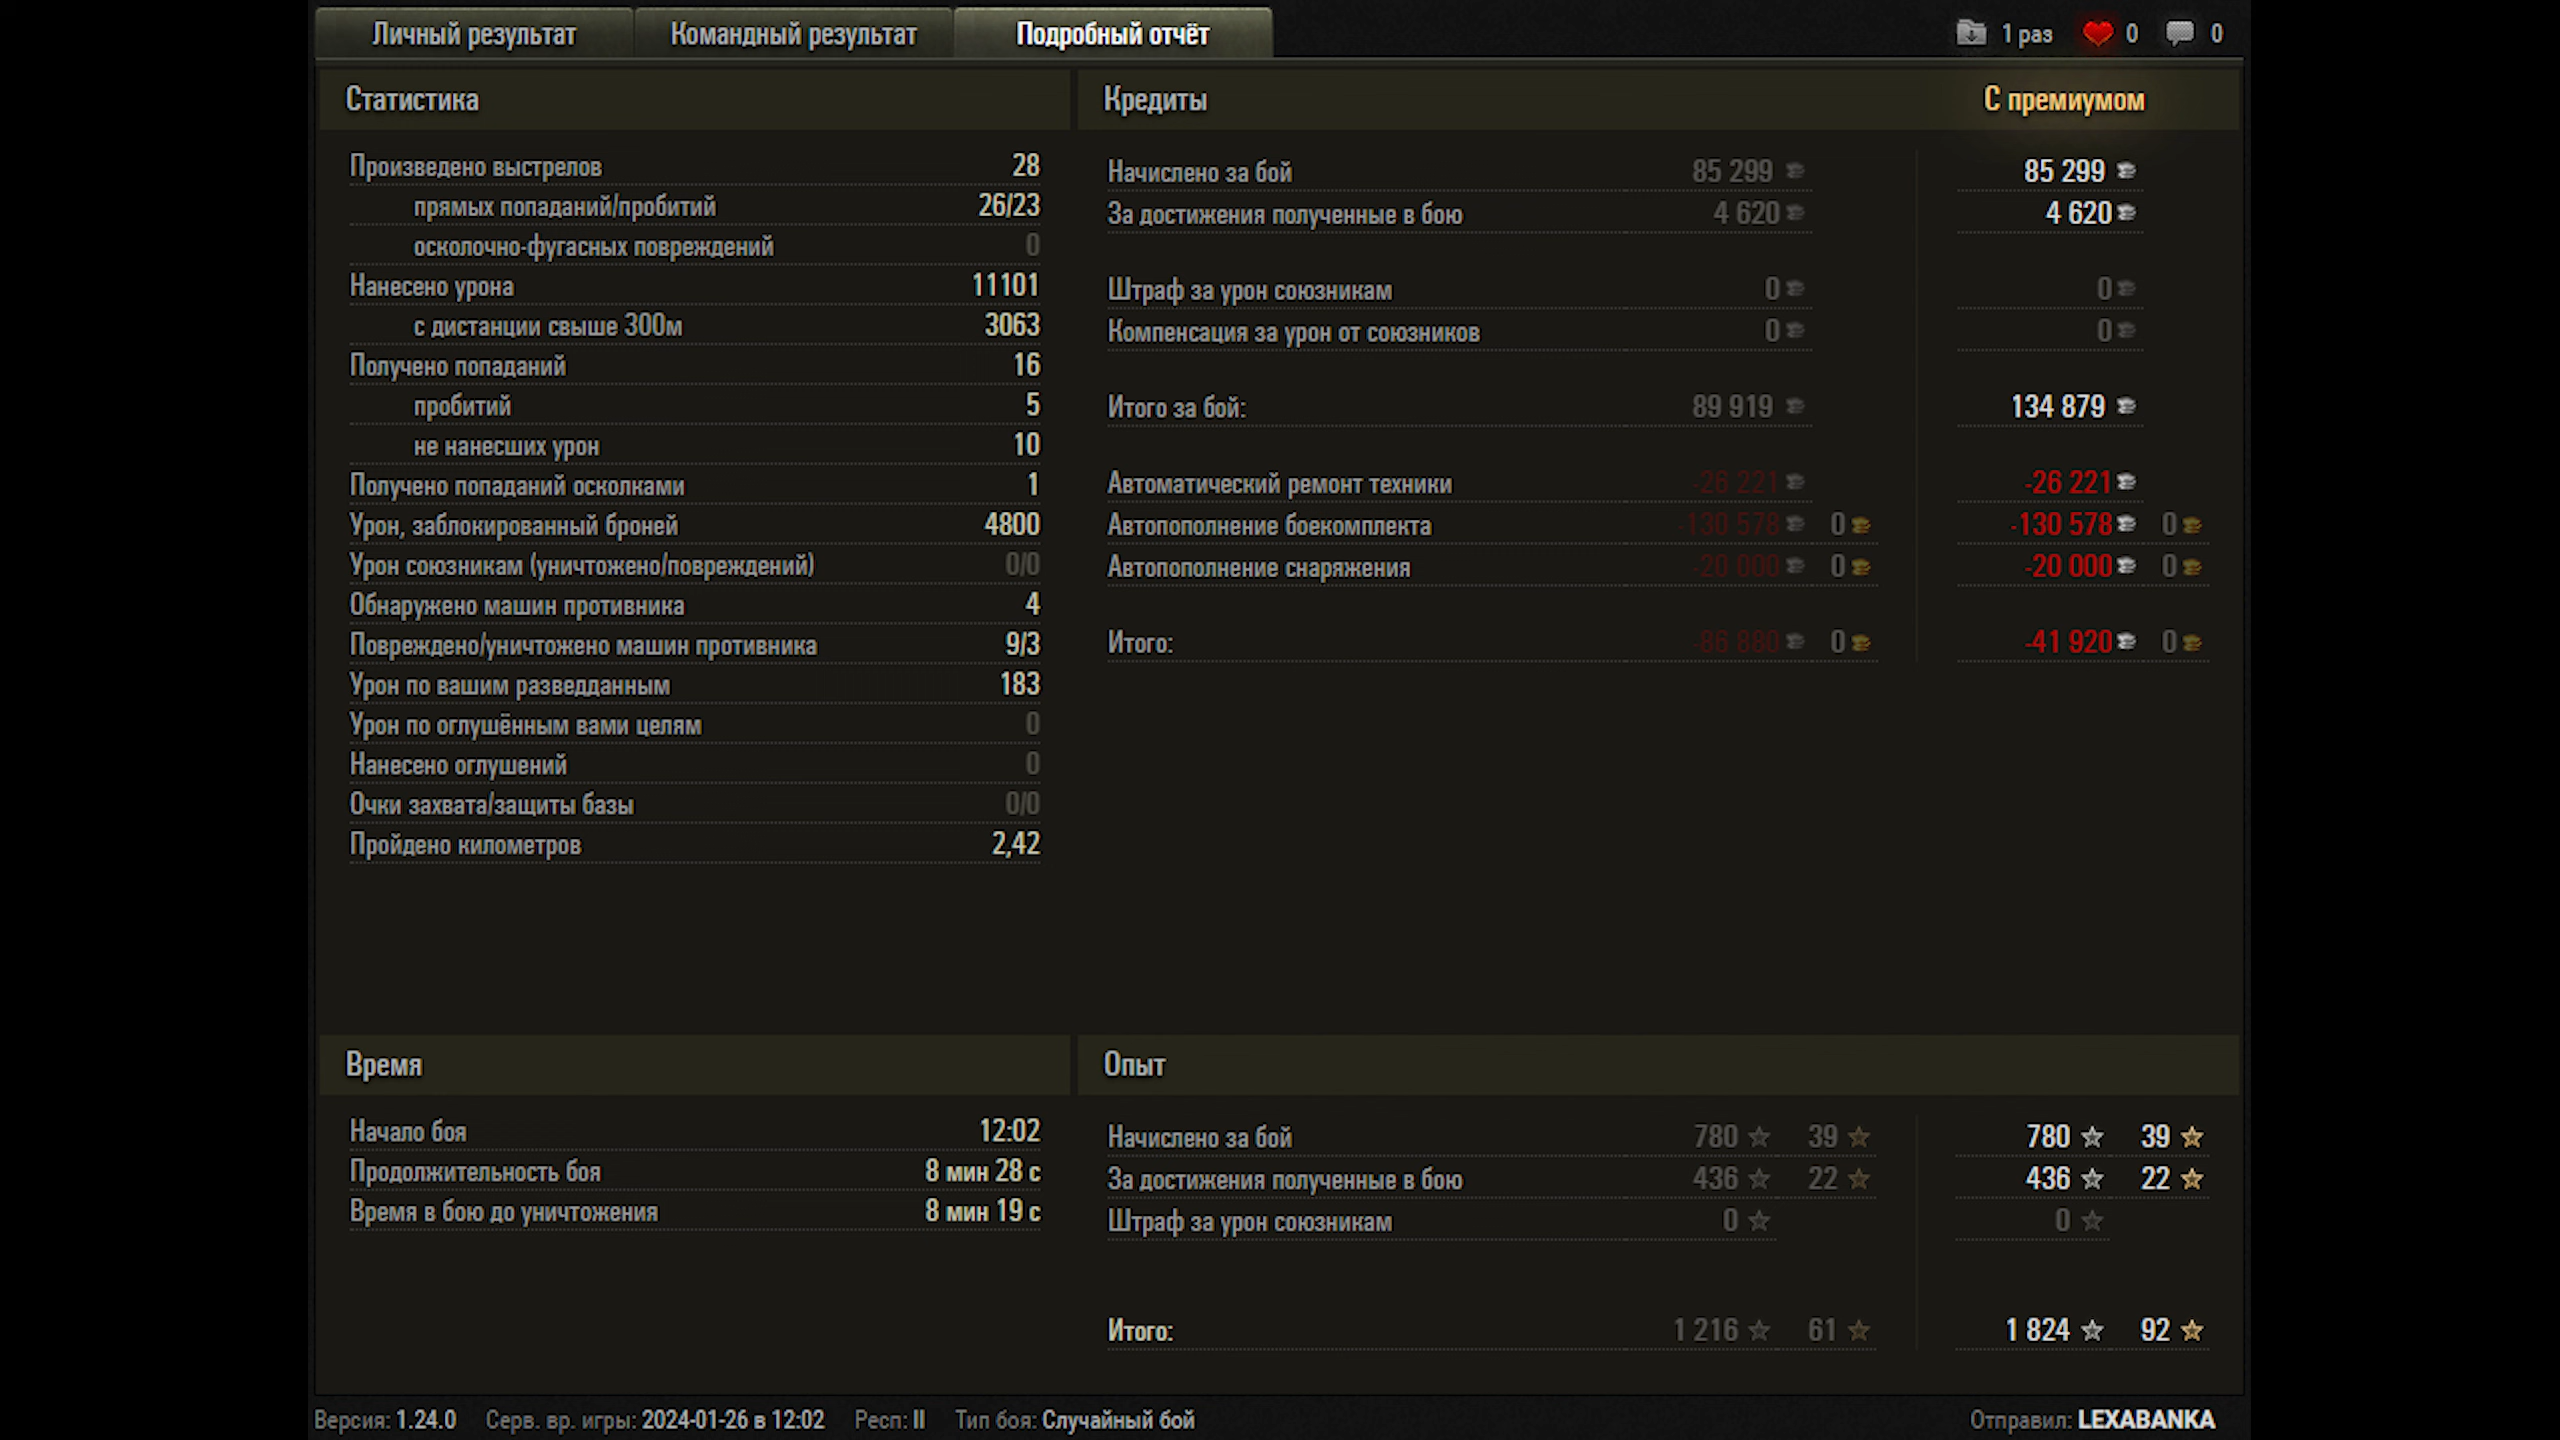 Личный результат Командный результат Подробный отчёт 1 раз 0 0
Статистика
Произведено выстрелов 28
прямых попаданий/пробитий 26/23
осколочно-фугасных повреждений 0
Нанесено урона 11101
с дистанции свыше 300м 3063
Получено попаданий 16
пробитий 5
не нанесших урон 10
Получено попаданий осколками 1
Урон, заблокированный броней 4800
Урон союзникам (уничтожено/повреждений) 0/0
Обнаружено машин противника 4
Повреждено/уничтожено машин противника 9/3
Урон по вашим разведданным 183
Урон по оглушённым вами целям 0
Нанесено оглушений 0
Очки захвата/защиты базы 0/0
Пройдено километров 2,42
Кредиты С премиумом
Начислено за бой 85 299 85 299
За достижения полученные в бою 4 620 4 620
Штраф за урон союзникам 0 0
Компенсация за урон от союзников 0 0
Итого за бой: 89 919 134 879
Автоматический ремонт техники -26 221 -26 221
Автопополнение боекомплекта -130 578 0 -130 578 0
Автопополнение снаряжения -20 000 0 -20 000 0
Итого: -86 880 0 -41 920 0
Время
Начало боя 12:02
Продолжительность боя 8 мин 28 с
Время в бою до уничтожения 8 мин 19 с
Опыт
Начислено за бой 780 39 780 39
За достижения полученные в бою 436 22 436 22
Штраф за урон союзникам 0 0
Итого: 1 216 61 1 824 92
Версия: 1.24.0 Серв. вр. игры: 2024-01-26 в 12:02 Респ: II Тип боя: Случайный бой Отправил: LEXABANKA